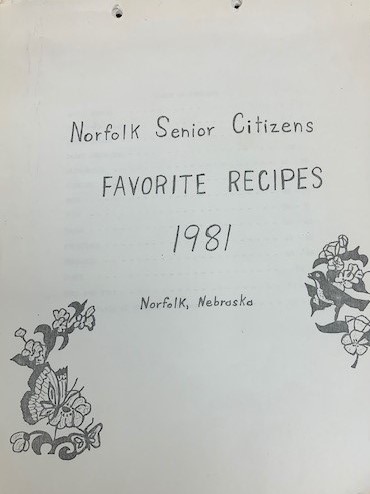 Norfolk Senior Citizens
FAVORITE RECIPES
1981
Norfolk, Nebraska